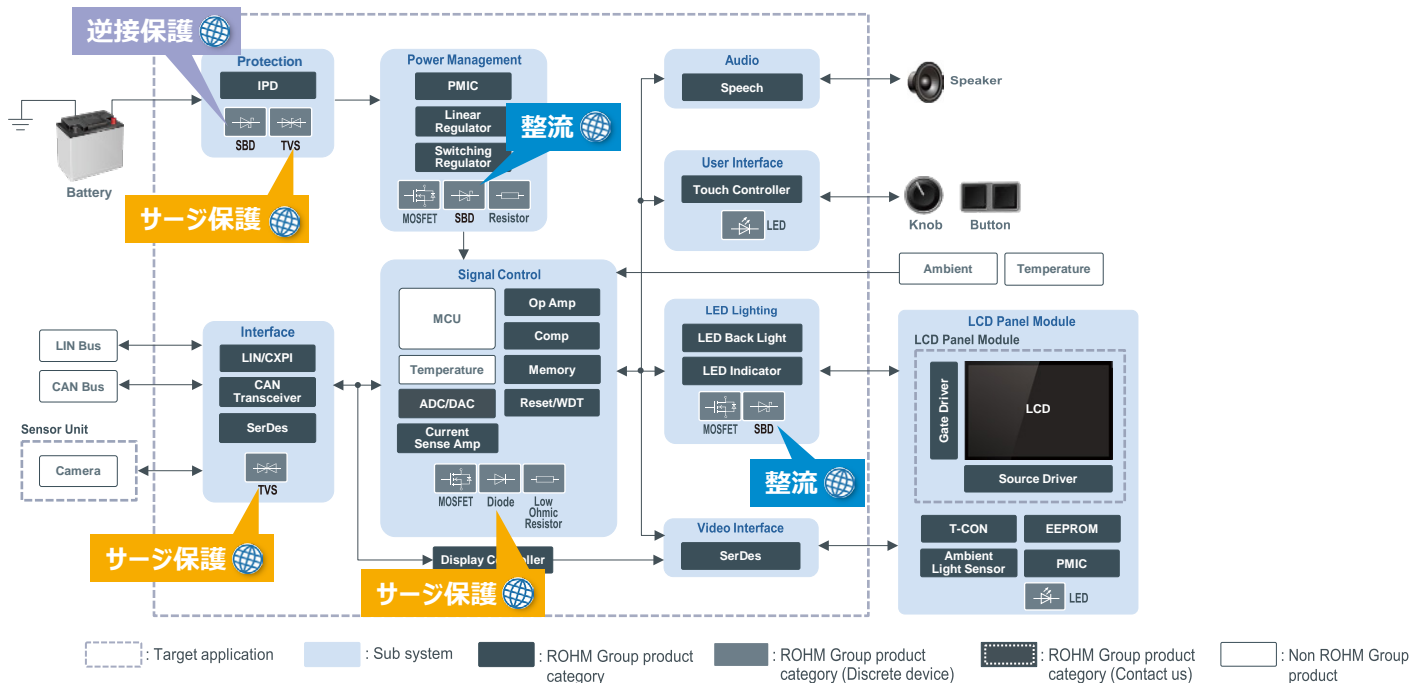 逆接保護
Protection
IPD
SBD
TVS
サージ保護
Battery
Power Management
PMIC
Linear
Regulator
Switching
Regulator
整流
MOSFET
SBD
Resistor
Audio
Speech
Speaker
User Interface
Touch Controller
LED
Knob
Button
Ambient
Temperature
Signal Control
MCU
Op Amp
Comp
Temperature
Memory
ADC/DAC
Reset/WDT
Current
Sense Amp
MOSFET
Diode
Low
Ohmic
Resistor
サージ保護
LIN Bus
CAN Bus
Sensor Unit
Camera
Interface
LIN/CXPI
CAN
Transceiver
SerDes
TVS
サージ保護
LED Lighting
LED Back Light
LED Indicator
MOSFET
SBD
整流
Video Interface
SerDes
LCD Panel Module
LCD Panel Module
Gate Driver
LCD
Source Driver
T-CON
EEPROM
Ambient
Light Sensor
PMIC
LED
: Target application
: Sub system
: ROHM Group product
category
: ROHM Group product
category (Discrete device)
: ROHM Group product
category (Contact us)
: Non ROHM Group
product